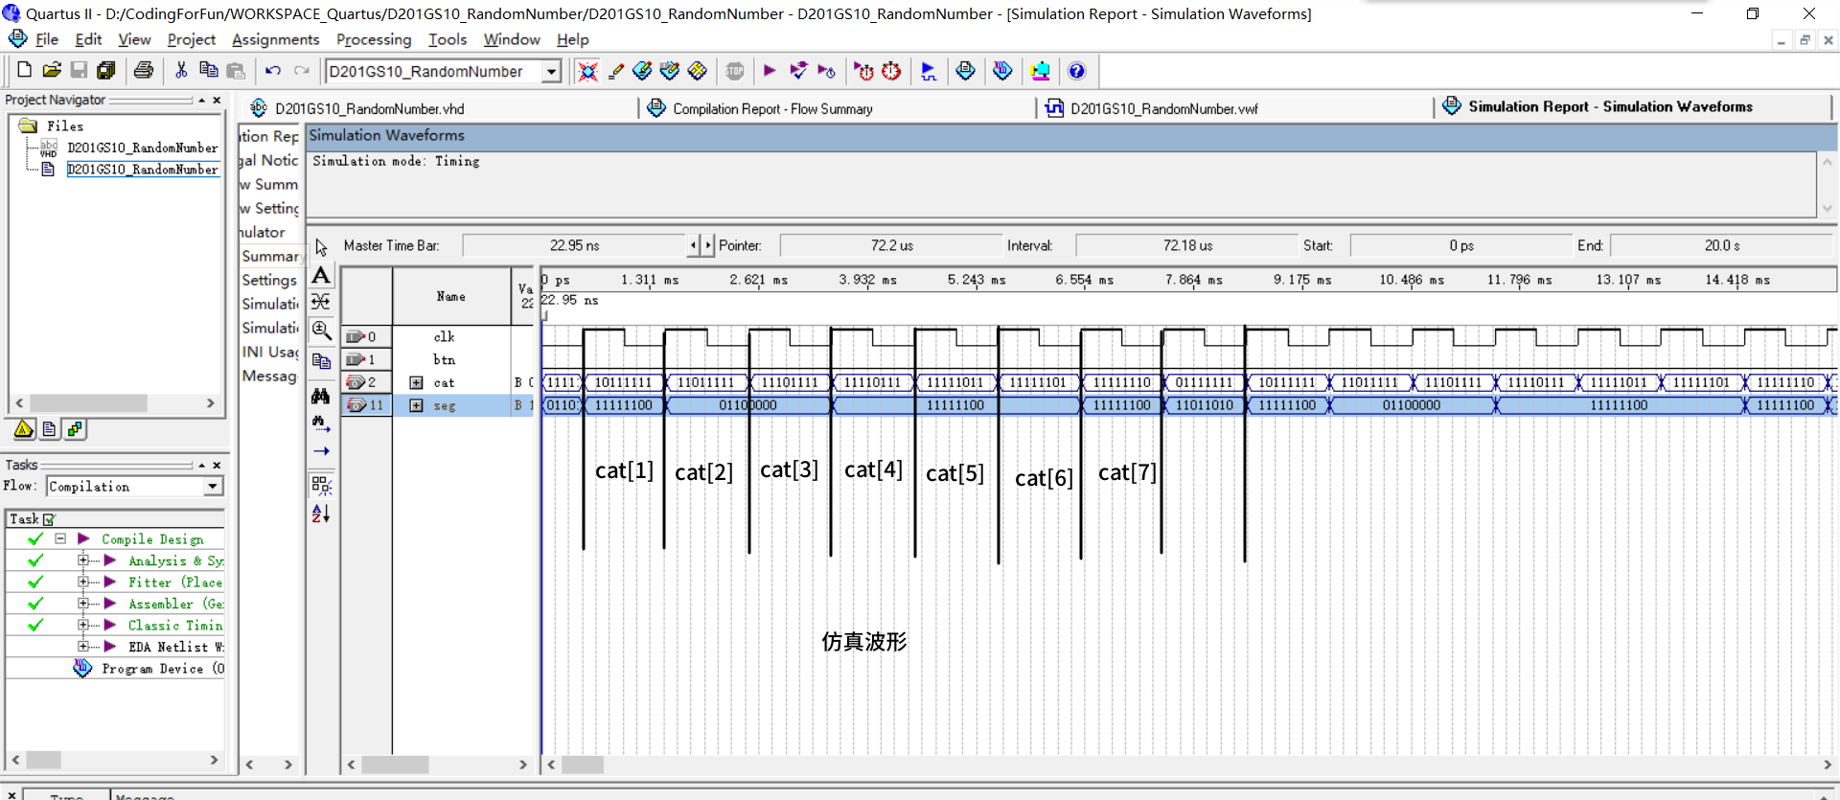 Quartus II - D:/CodingForFun/WORKSPACE_Quartus/D201GS10_RandomNumber/D201GS10_RandomNumber - D201GS10_RandomNumber - [Simulation Report - Simulation Waveforms]
File Edit View Project Assignments Processing Tools Window Help
D201GS10_RandomNumber
Project Navigator
Files
D201GS10_RandomNumber
D201GS10_RandomNumber
D201GS10_RandomNumber.vhd
Compilation Report - Flow Summary
D201GS10_RandomNumber.vwf
Simulation Report - Simulation Waveforms
tion Rep
gal Notic
w Summ
w Setting
nulator
Summary
Settings
Simulati
Simulati
INI Usag
Messag
Simulation Waveforms
Simulation mode: Timing
Master Time Bar: 22.95 ns Pointer: 72.2 us Interval: 72.18 us Start: 0 ps End: 20.0 s
Name
Va
22
0 ps 1.311 ms 2.621 ms 3.932 ms 5.243 ms 6.554 ms 7.864 ms 9.175 ms 10.486 ms 11.796 ms 13.107 ms 14.418 ms
22.95 ns
0 clk
1 btn
2 cat B 0 1111 10111111 11011111 11101111 11110111 11111011 11111101 11111110 01111111 10111111 11011111 11101111 11110111 11111011 11111101 11111110
11 seg B 1 0110 11111100 01100000 11111100 11111100 11011010 11111100 01100000 11111100 11111100
cat[1] cat[2] cat[3] cat[4] cat[5] cat[6] cat[7]
仿真波形
Tasks
Flow: Compilation
Task
Compile Design
Analysis & Sy
Fitter (Place
Assembler (Ge
Classic Timin
EDA Netlist W
Program Device (O
Type Message